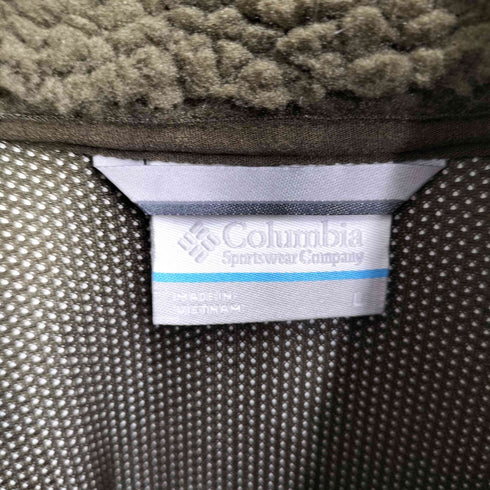 Columbia
Sportswear Company
MADE IN
VIETNAM
L